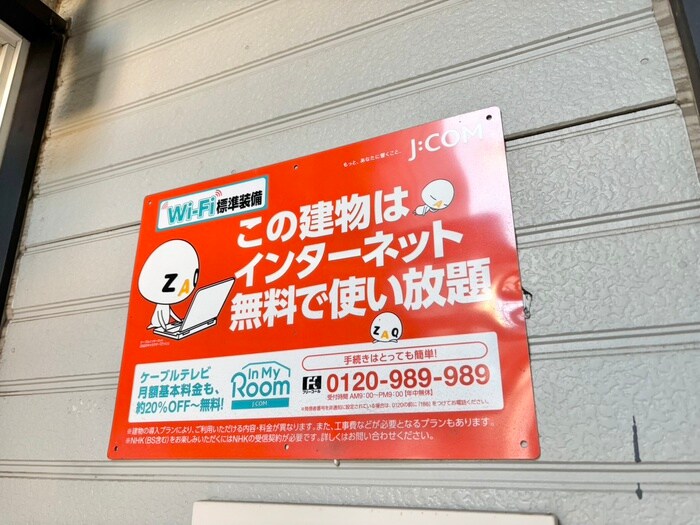 もっと、あなたに響くこと。
J:COM
Wi-Fi標準装備
この建物は
インターネット
無料で使い放題
ZAQ
ZAQ
ケーブルテレビ
月額基本料金も、
約20%OFF〜無料!
In My
Room
J:COM
手続きはとっても簡単!
フリーコール
0120-989-989
受付時間 AM9:00〜PM9:00 [年中無休]
※建物の導入プランにより、ご利用いただける内容・料金が異なります。また、工事費などが必要となるプランもあります。
※NHK(BS含む)をお楽しみいただくにはNHKの受信契約が必要です。詳しくはお問い合わせください。